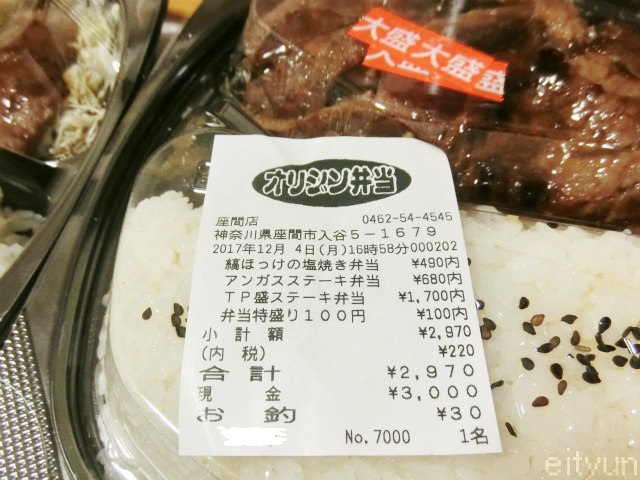 大盛大盛盛
オリジン弁当
座間店 0462-54-4545
神奈川県座間市入谷5-1679
2017年12月 4日(月)16時58分000202
縞ほっけの塩焼き弁当 ¥490内
アンガスステーキ弁当 ¥680内
TP盛ステーキ弁当 ¥1,700内
弁当特盛り100円 ¥100内
小計額 ¥2,970
(内 税) ¥220
合計 ¥2,970
現金 ¥3,000
お釣 ¥30
No.7000 1名
eityun